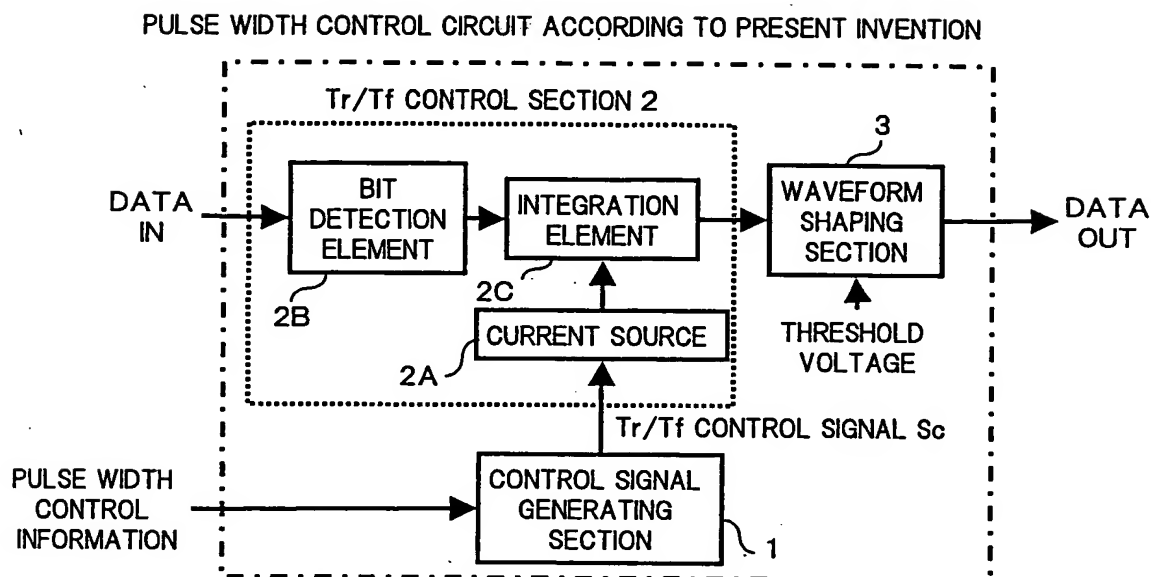 PULSE WIDTH CONTROL CIRCUIT ACCORDING TO PRESENT INVENTION
Tr/Tf CONTROL SECTION 2
3
DATA
IN
BIT
DETECTION
ELEMENT
INTEGRATION
ELEMENT
WAVEFORM
SHAPING
SECTION
DATA
OUT
2B
2C
CURRENT SOURCE
2A
THRESHOLD
VOLTAGE
Tr/Tf CONTROL SIGNAL Sc
PULSE WIDTH
CONTROL
INFORMATION
CONTROL SIGNAL
GENERATING
SECTION
1